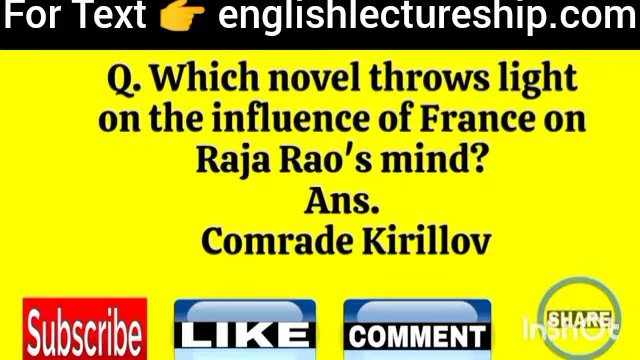 For Text 👉 englishlectureship.com
Q. Which novel throws light
on the influence of France on
Raja Rao's mind?
Ans.
Comrade Kirillov
Subscribe
LIKE
COMMENT
SHARE
InShOt